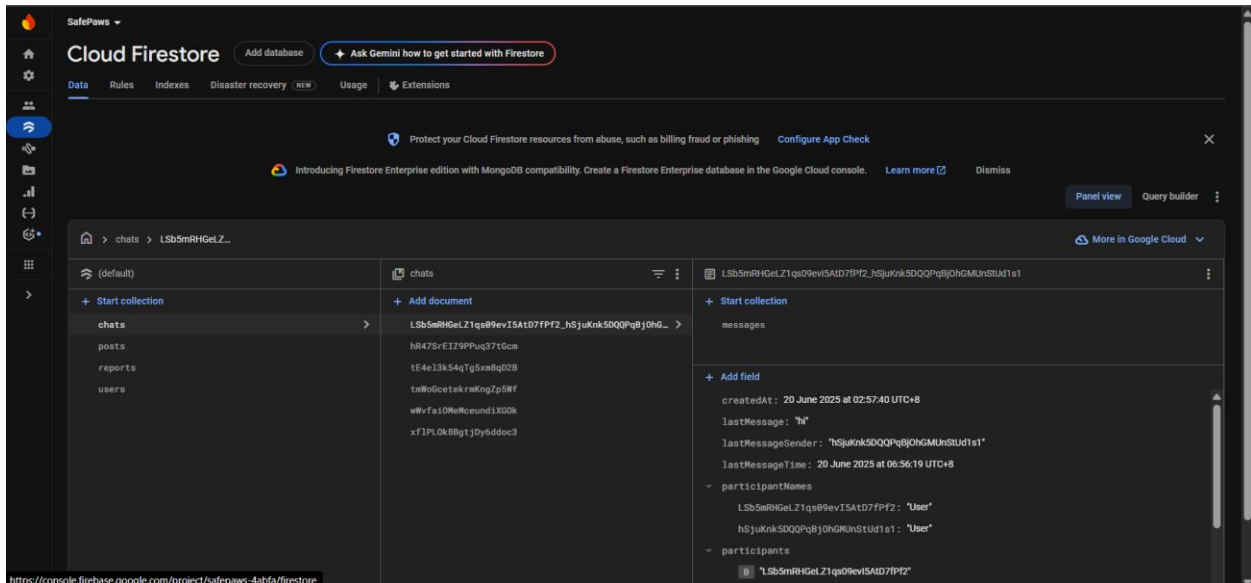 SafePaws
Cloud Firestore Add database Ask Gemini how to get started with Firestore
Data Rules Indexes Disaster recovery NEW Usage Extensions
Protect your Cloud Firestore resources from abuse, such as billing fraud or phishing Configure App Check
Introducing Firestore Enterprise edition with MongoDB compatibility. Create a Firestore Enterprise database in the Google Cloud console. Learn more Dismiss
Panel view Query builder
chats > LSb5mRHGeLZ... More in Google Cloud
(default) chats LSb5mRHGeLZ1qs09evI5AtD7fPf2_hSjuKnk5DQQPqBjOhGMUnStUd1s1
+ Start collection + Add document + Start collection
chats LSb5mRHGeLZ1qs09evI5AtD7fPf2_hSjuKnk5DQQPqBjOhG… messages
posts hR47SrEIZ9PPuq37tGcm
reports tE4el3k54qTg5xm8qD2B
users tmWoGcetekrmKngZp5Wf
wWvfaiOMeMceundiXGOk
xflPLOk8BgtjDy6ddoc3
+ Add field
createdAt: 20 June 2025 at 02:57:40 UTC+8
lastMessage: "hi"
lastMessageSender: "hSjuKnk5DQQPqBjOhGMUnStUd1s1"
lastMessageTime: 20 June 2025 at 06:56:19 UTC+8
participantNames
LSb5mRHGeLZ1qs09evI5AtD7fPf2: "User"
hSjuKnk5DQQPqBjOhGMUnStUd1s1: "User"
participants
0 "LSb5mRHGeLZ1qs09evI5AtD7fPf2"
https://console.firebase.google.com/project/safepaws-4abfa/firestore